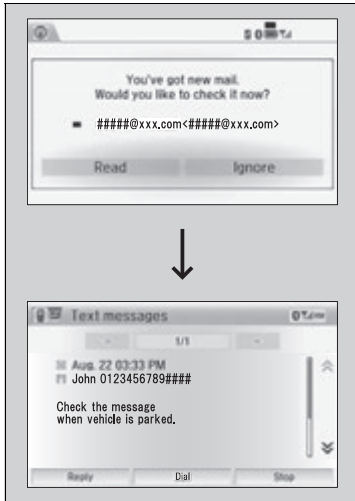 You've got new mail.
Would you like to check it now?
#####@xxx.com<#####@xxx.com>
Read Ignore
Text messages
1/1
Aug. 22 03:33 PM
John 0123456789####
Check the message
when vehicle is parked.
Reply Dial Stop